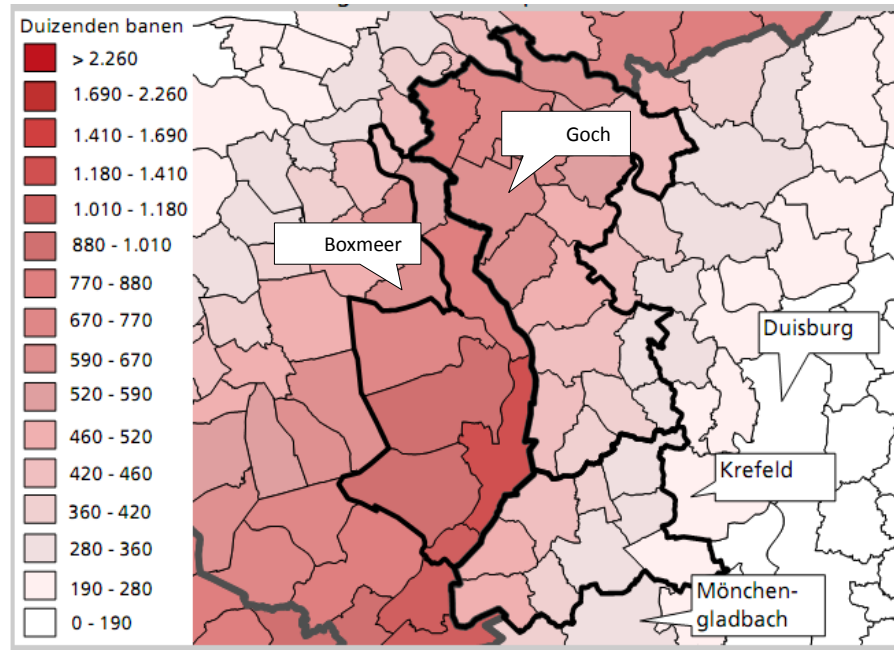 Duizenden banen
> 2.260
1.690 - 2.260
1.410 - 1.690
1.180 - 1.410
1.010 - 1.180
880 - 1.010
770 - 880
670 - 770
590 - 670
520 - 590
460 - 520
420 - 460
360 - 420
280 - 360
190 - 280
0 - 190
Goch
Boxmeer
Duisburg
Krefeld
Mönchen-
gladbach